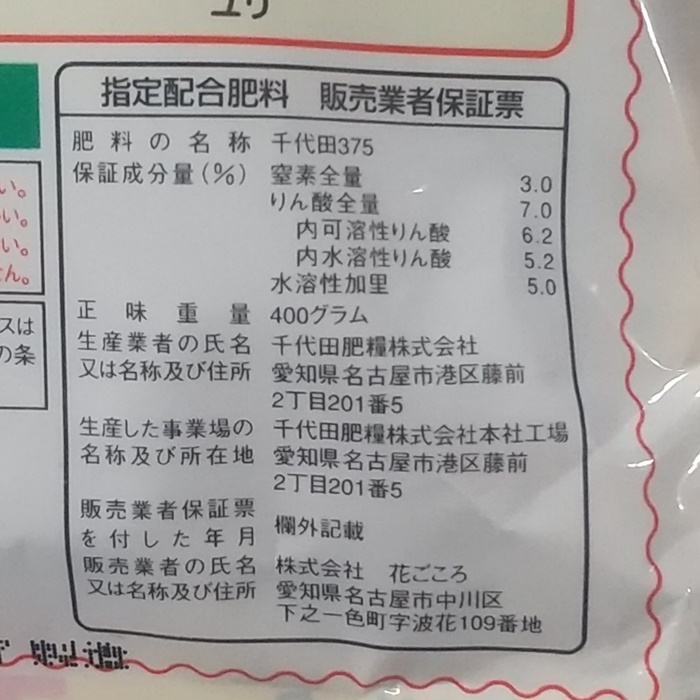 ユリ
指定配合肥料 販売業者保証票
肥料の名称 千代田375
保証成分量(%) 窒素全量 3.0
りん酸全量 7.0
内可溶性りん酸 6.2
内水溶性りん酸 5.2
水溶性加里 5.0
正味重量 400グラム
生産業者の氏名 千代田肥糧株式会社
又は名称及び住所 愛知県名古屋市港区藤前
2丁目201番5
生産した事業場の 千代田肥糧株式会社本社工場
名称及び所在地 愛知県名古屋市港区藤前
2丁目201番5
販売業者保証票
を付した年月 欄外記載
販売業者の氏名 株式会社 花ごころ
又は名称及び住所 愛知県名古屋市中川区
下之一色町字波花109番地
い。
い。
い。
せん。
スは
の条